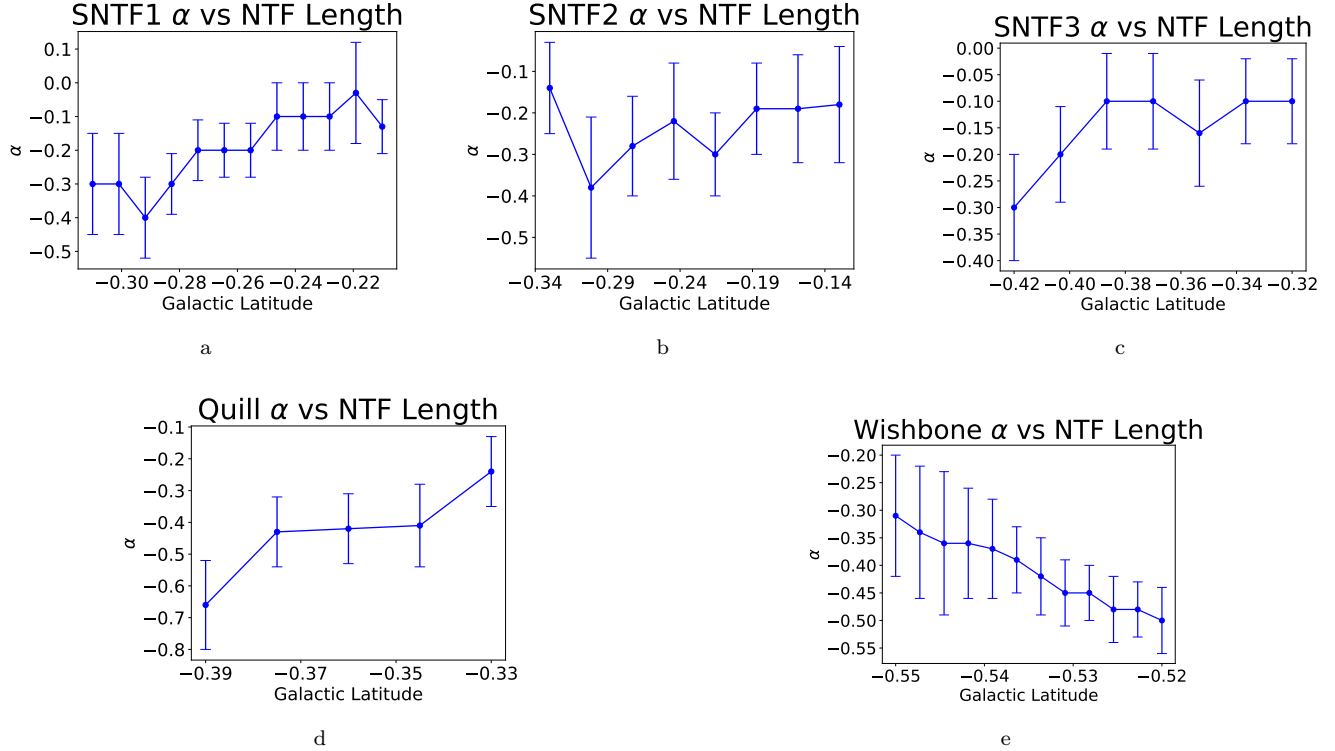 SNTF1 α vs NTF Length
0.1
0.0
−0.1
−0.2
−0.3
−0.4
−0.5
α
−0.30 −0.28 −0.26 −0.24 −0.22
Galactic Latitude
a
SNTF2 α vs NTF Length
−0.1
−0.2
−0.3
−0.4
−0.5
α
−0.34 −0.29 −0.24 −0.19 −0.14
Galactic Latitude
b
SNTF3 α vs NTF Length
0.00
−0.05
−0.10
−0.15
−0.20
−0.25
−0.30
−0.35
−0.40
α
−0.42 −0.40 −0.38 −0.36 −0.34 −0.32
Galactic Latitude
c
Quill α vs NTF Length
−0.1
−0.2
−0.3
−0.4
−0.5
−0.6
−0.7
−0.8
α
−0.39 −0.37 −0.35 −0.33
Galactic Latitude
d
Wishbone α vs NTF Length
−0.20
−0.25
−0.30
−0.35
−0.40
−0.45
−0.50
−0.55
α
−0.55 −0.54 −0.53 −0.52
Galactic Latitude
e